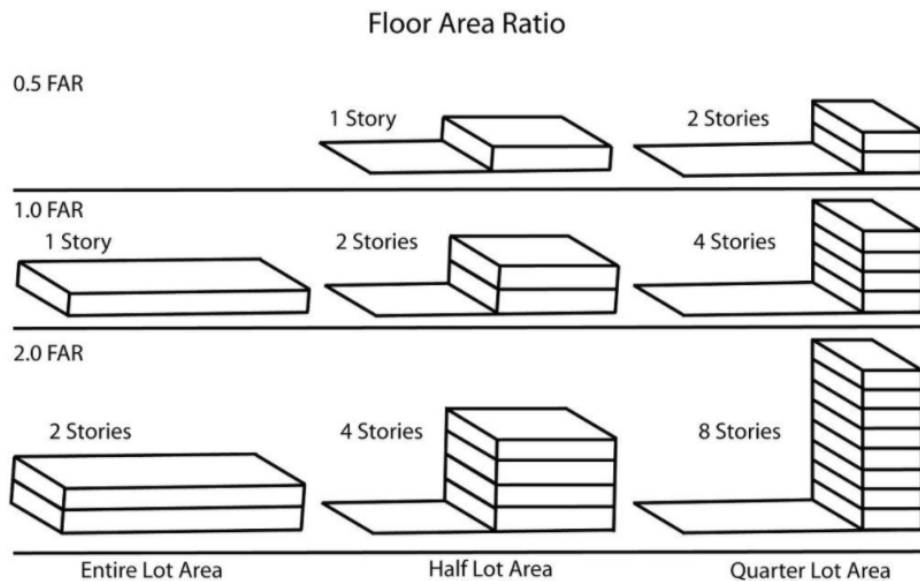 Floor Area Ratio
0.5 FAR
1 Story
2 Stories
1.0 FAR
1 Story
2 Stories
4 Stories
2.0 FAR
2 Stories
4 Stories
8 Stories
Entire Lot Area
Half Lot Area
Quarter Lot Area